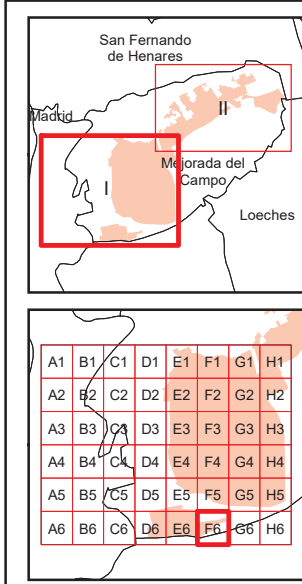 San Fernando
de Henares
Madrid
II
Mejorada del
Campo
I
Loeches
A1 B1 C1 D1 E1 F1 G1 H1
A2 B2 C2 D2 E2 F2 G2 H2
A3 B3 C3 D3 E3 F3 G3 H3
A4 B4 C4 D4 E4 F4 G4 H4
A5 B5 C5 D5 E5 F5 G5 H5
A6 B6 C6 D6 E6 F6 G6 H6